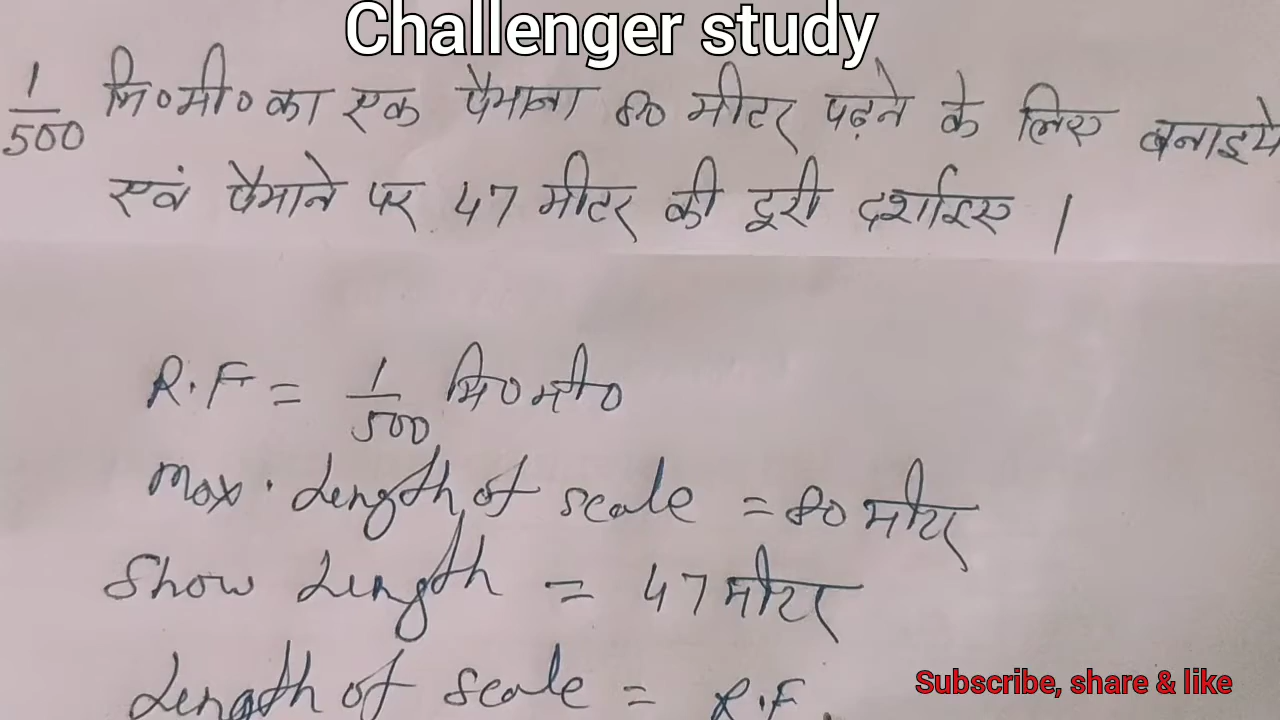 Challenger study
1/500 मि०मी० का एक पैमाना 80 मीटर पढ़ने के लिए बनाइये
एवं पैमाने पर 47 मीटर की दूरी दर्शाइए |
R.F = 1/500 मि०मी०
Max. Length of scale = 80 मीटर
Show Length = 47 मीटर
Length of scale = R.F.
Subscribe, share & like